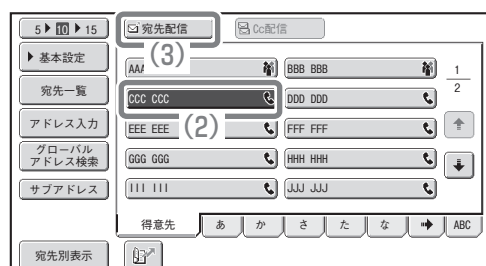 5 ▶ 10 ▶ 15
宛先配信
Cc配信
(3)
基本設定
AAA
BBB BBB
1
2
宛先一覧
CCC CCC
DDD DDD
(2)
アドレス入力
EEE EEE
FFF FFF
グローバル
アドレス検索
GGG GGG
HHH HHH
サブアドレス
III III
JJJ JJJ
得意先
あ
か
さ
た
な
ABC
宛先別表示